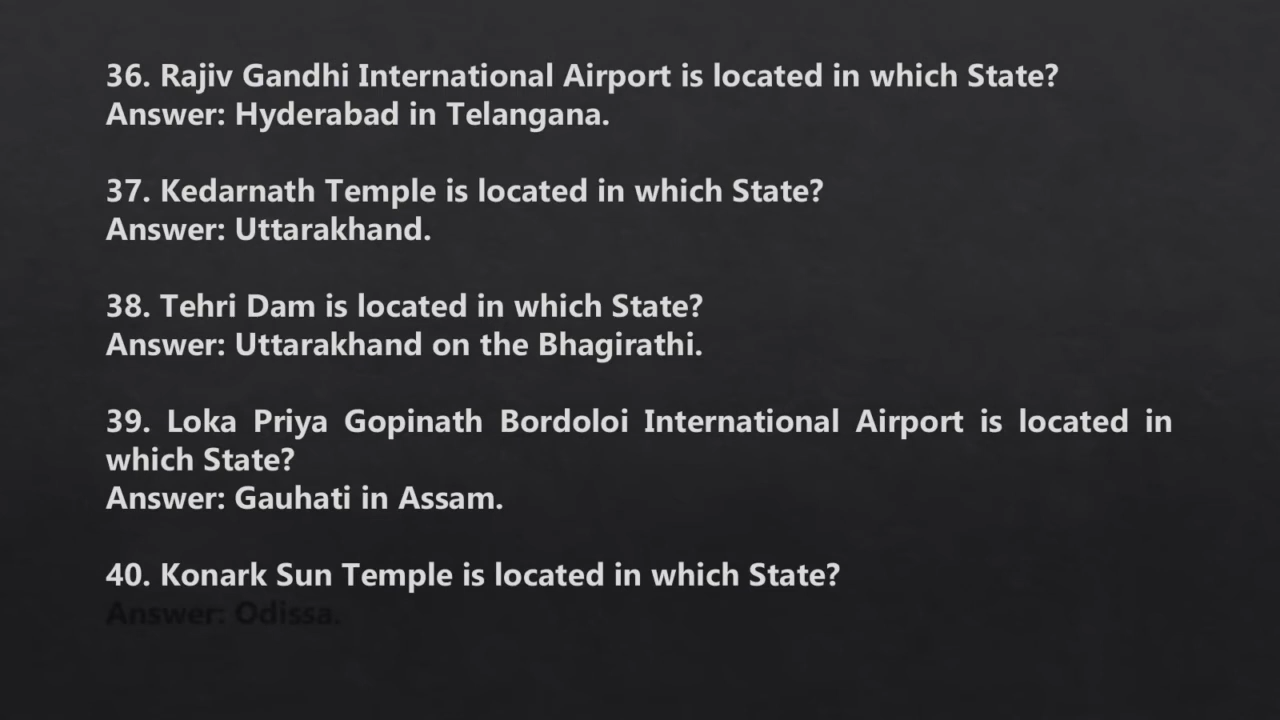 36. Rajiv Gandhi International Airport is located in which State?
Answer: Hyderabad in Telangana.
37. Kedarnath Temple is located in which State?
Answer: Uttarakhand.
38. Tehri Dam is located in which State?
Answer: Uttarakhand on the Bhagirathi.
39. Loka Priya Gopinath Bordoloi International Airport is located in
which State?
Answer: Gauhati in Assam.
40. Konark Sun Temple is located in which State?
Answer: Odissa.